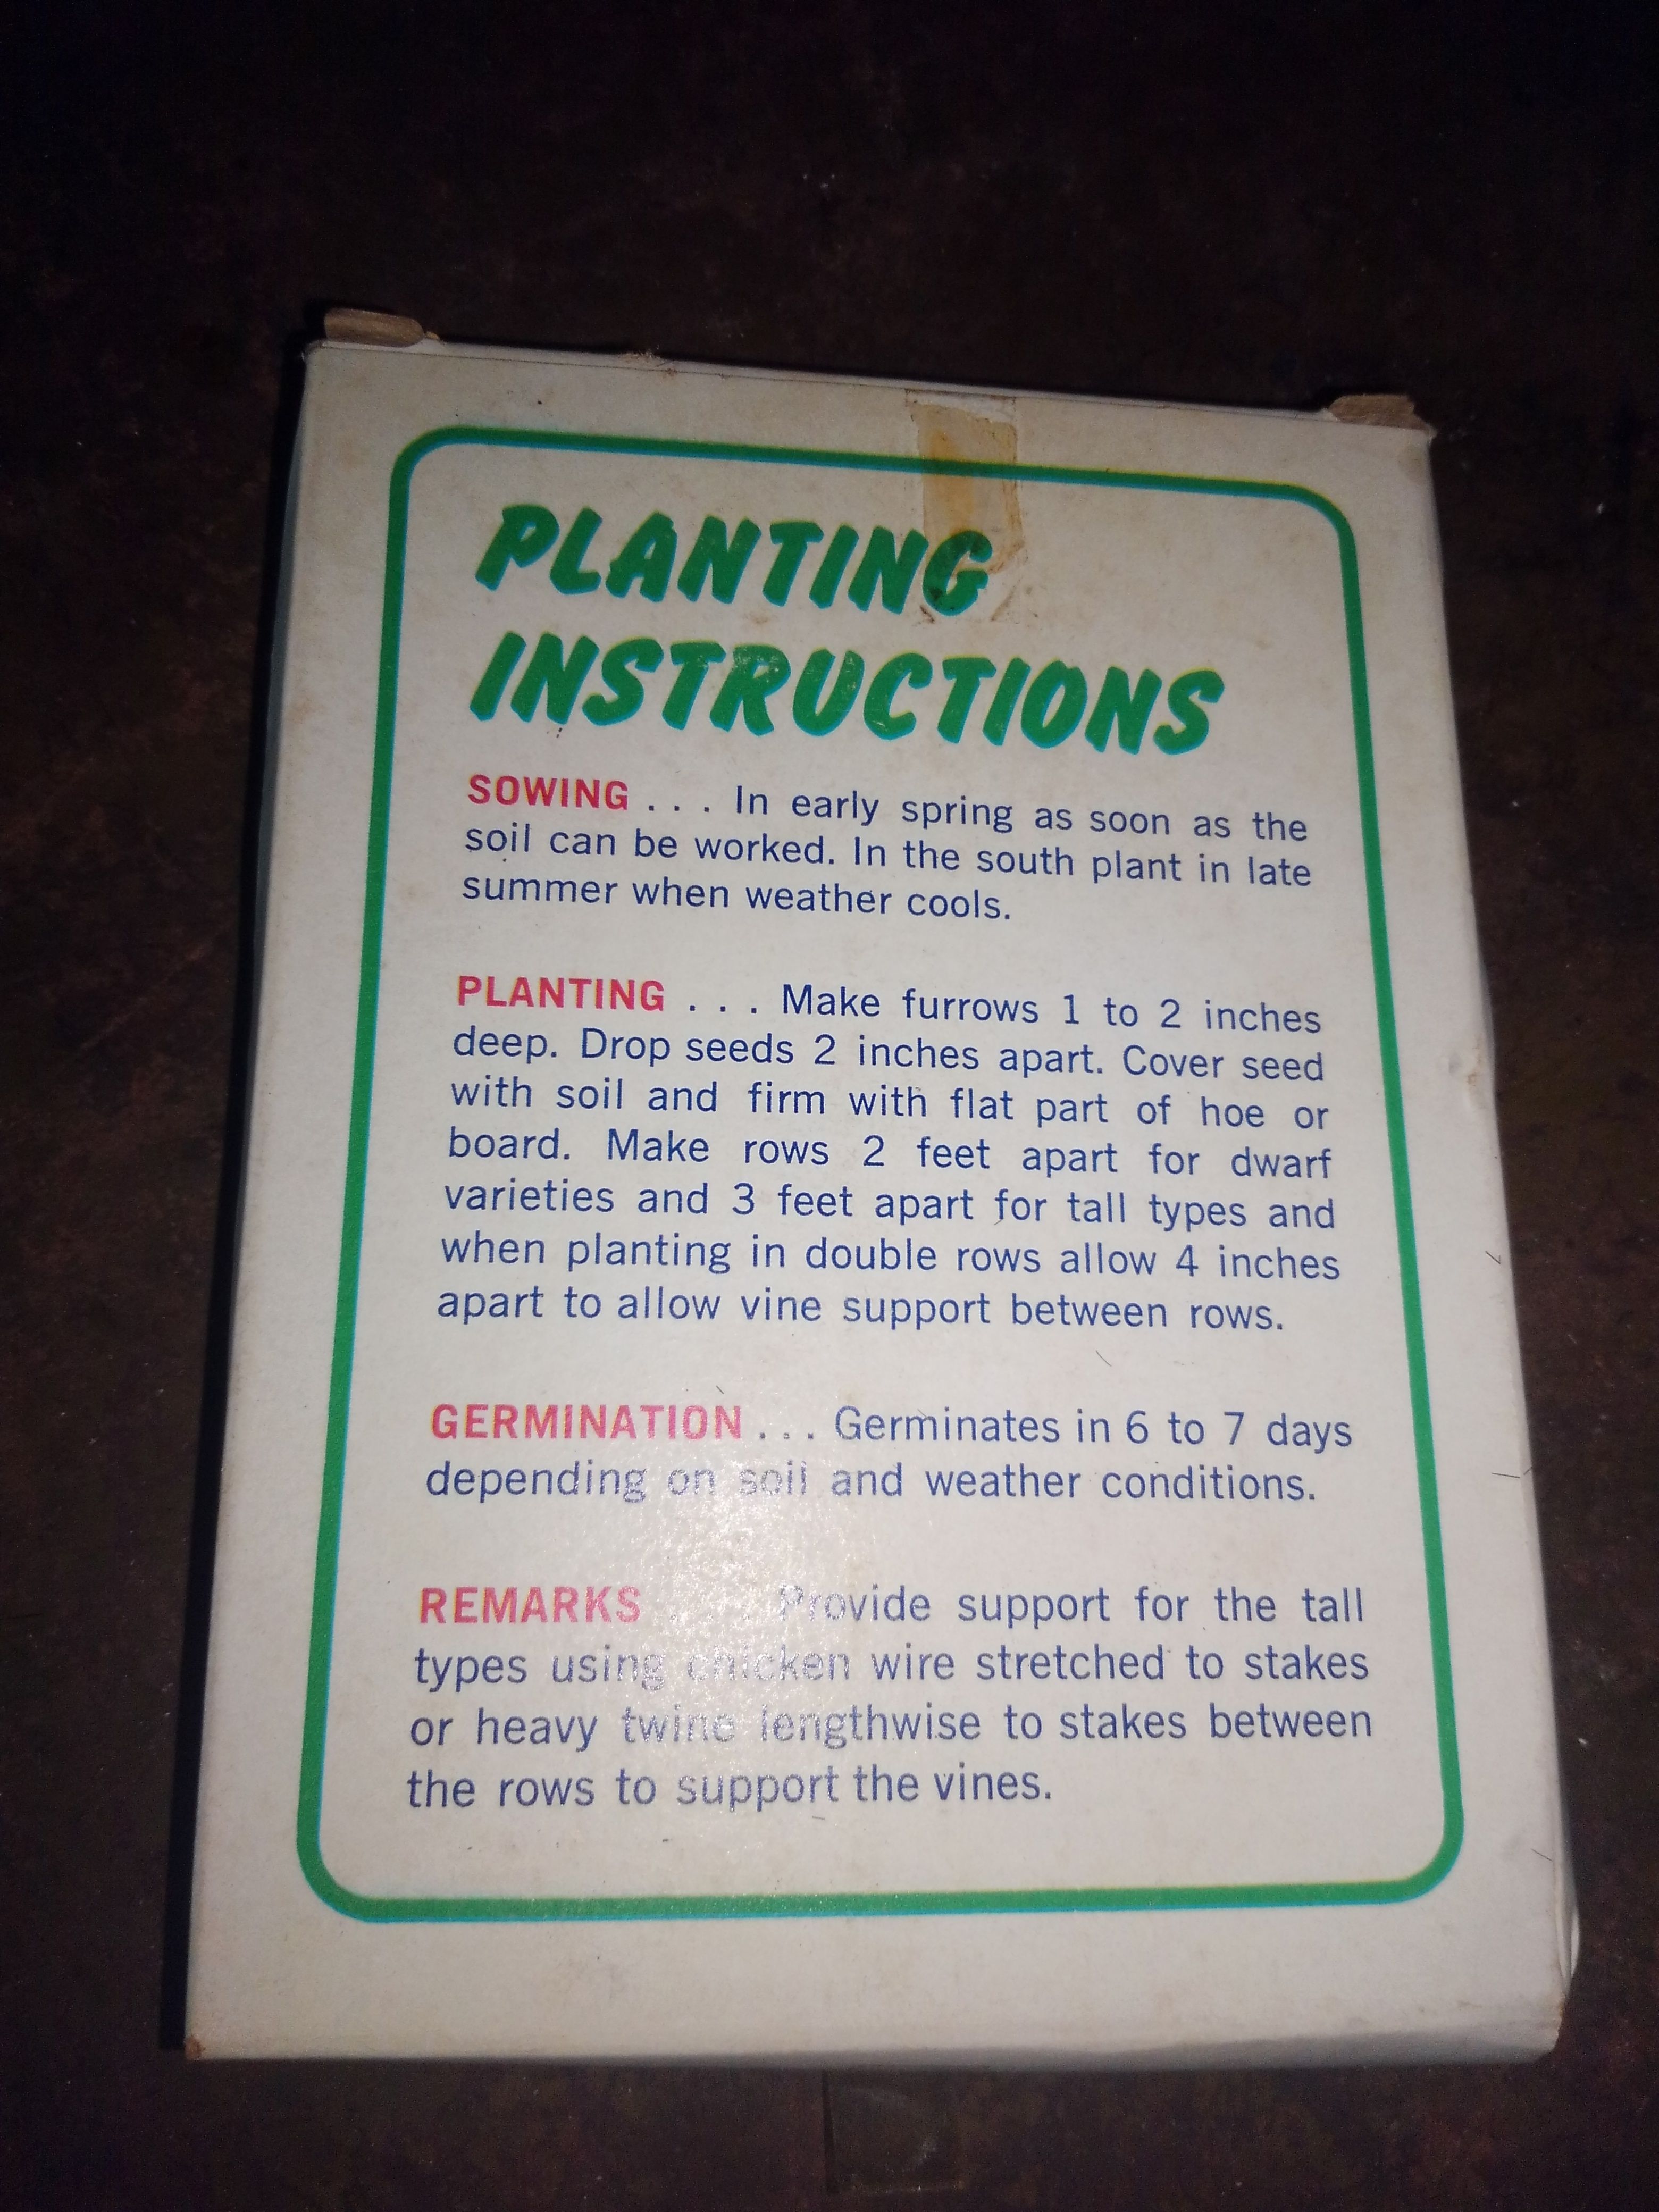 PLANTING
INSTRUCTIONS
SOWING . . . In early spring as soon as the
soil can be worked. In the south plant in late
summer when weather cools.
PLANTING . . . Make furrows 1 to 2 inches
deep. Drop seeds 2 inches apart. Cover seed
with soil and firm with flat part of hoe or
board. Make rows 2 feet apart for dwarf
varieties and 3 feet apart for tall types and
when planting in double rows allow 4 inches
apart to allow vine support between rows.
GERMINATION . . . Germinates in 6 to 7 days
depending on soil and weather conditions.
REMARKS . . . Provide support for the tall
types using chicken wire stretched to stakes
or heavy twine lengthwise to stakes between
the rows to support the vines.